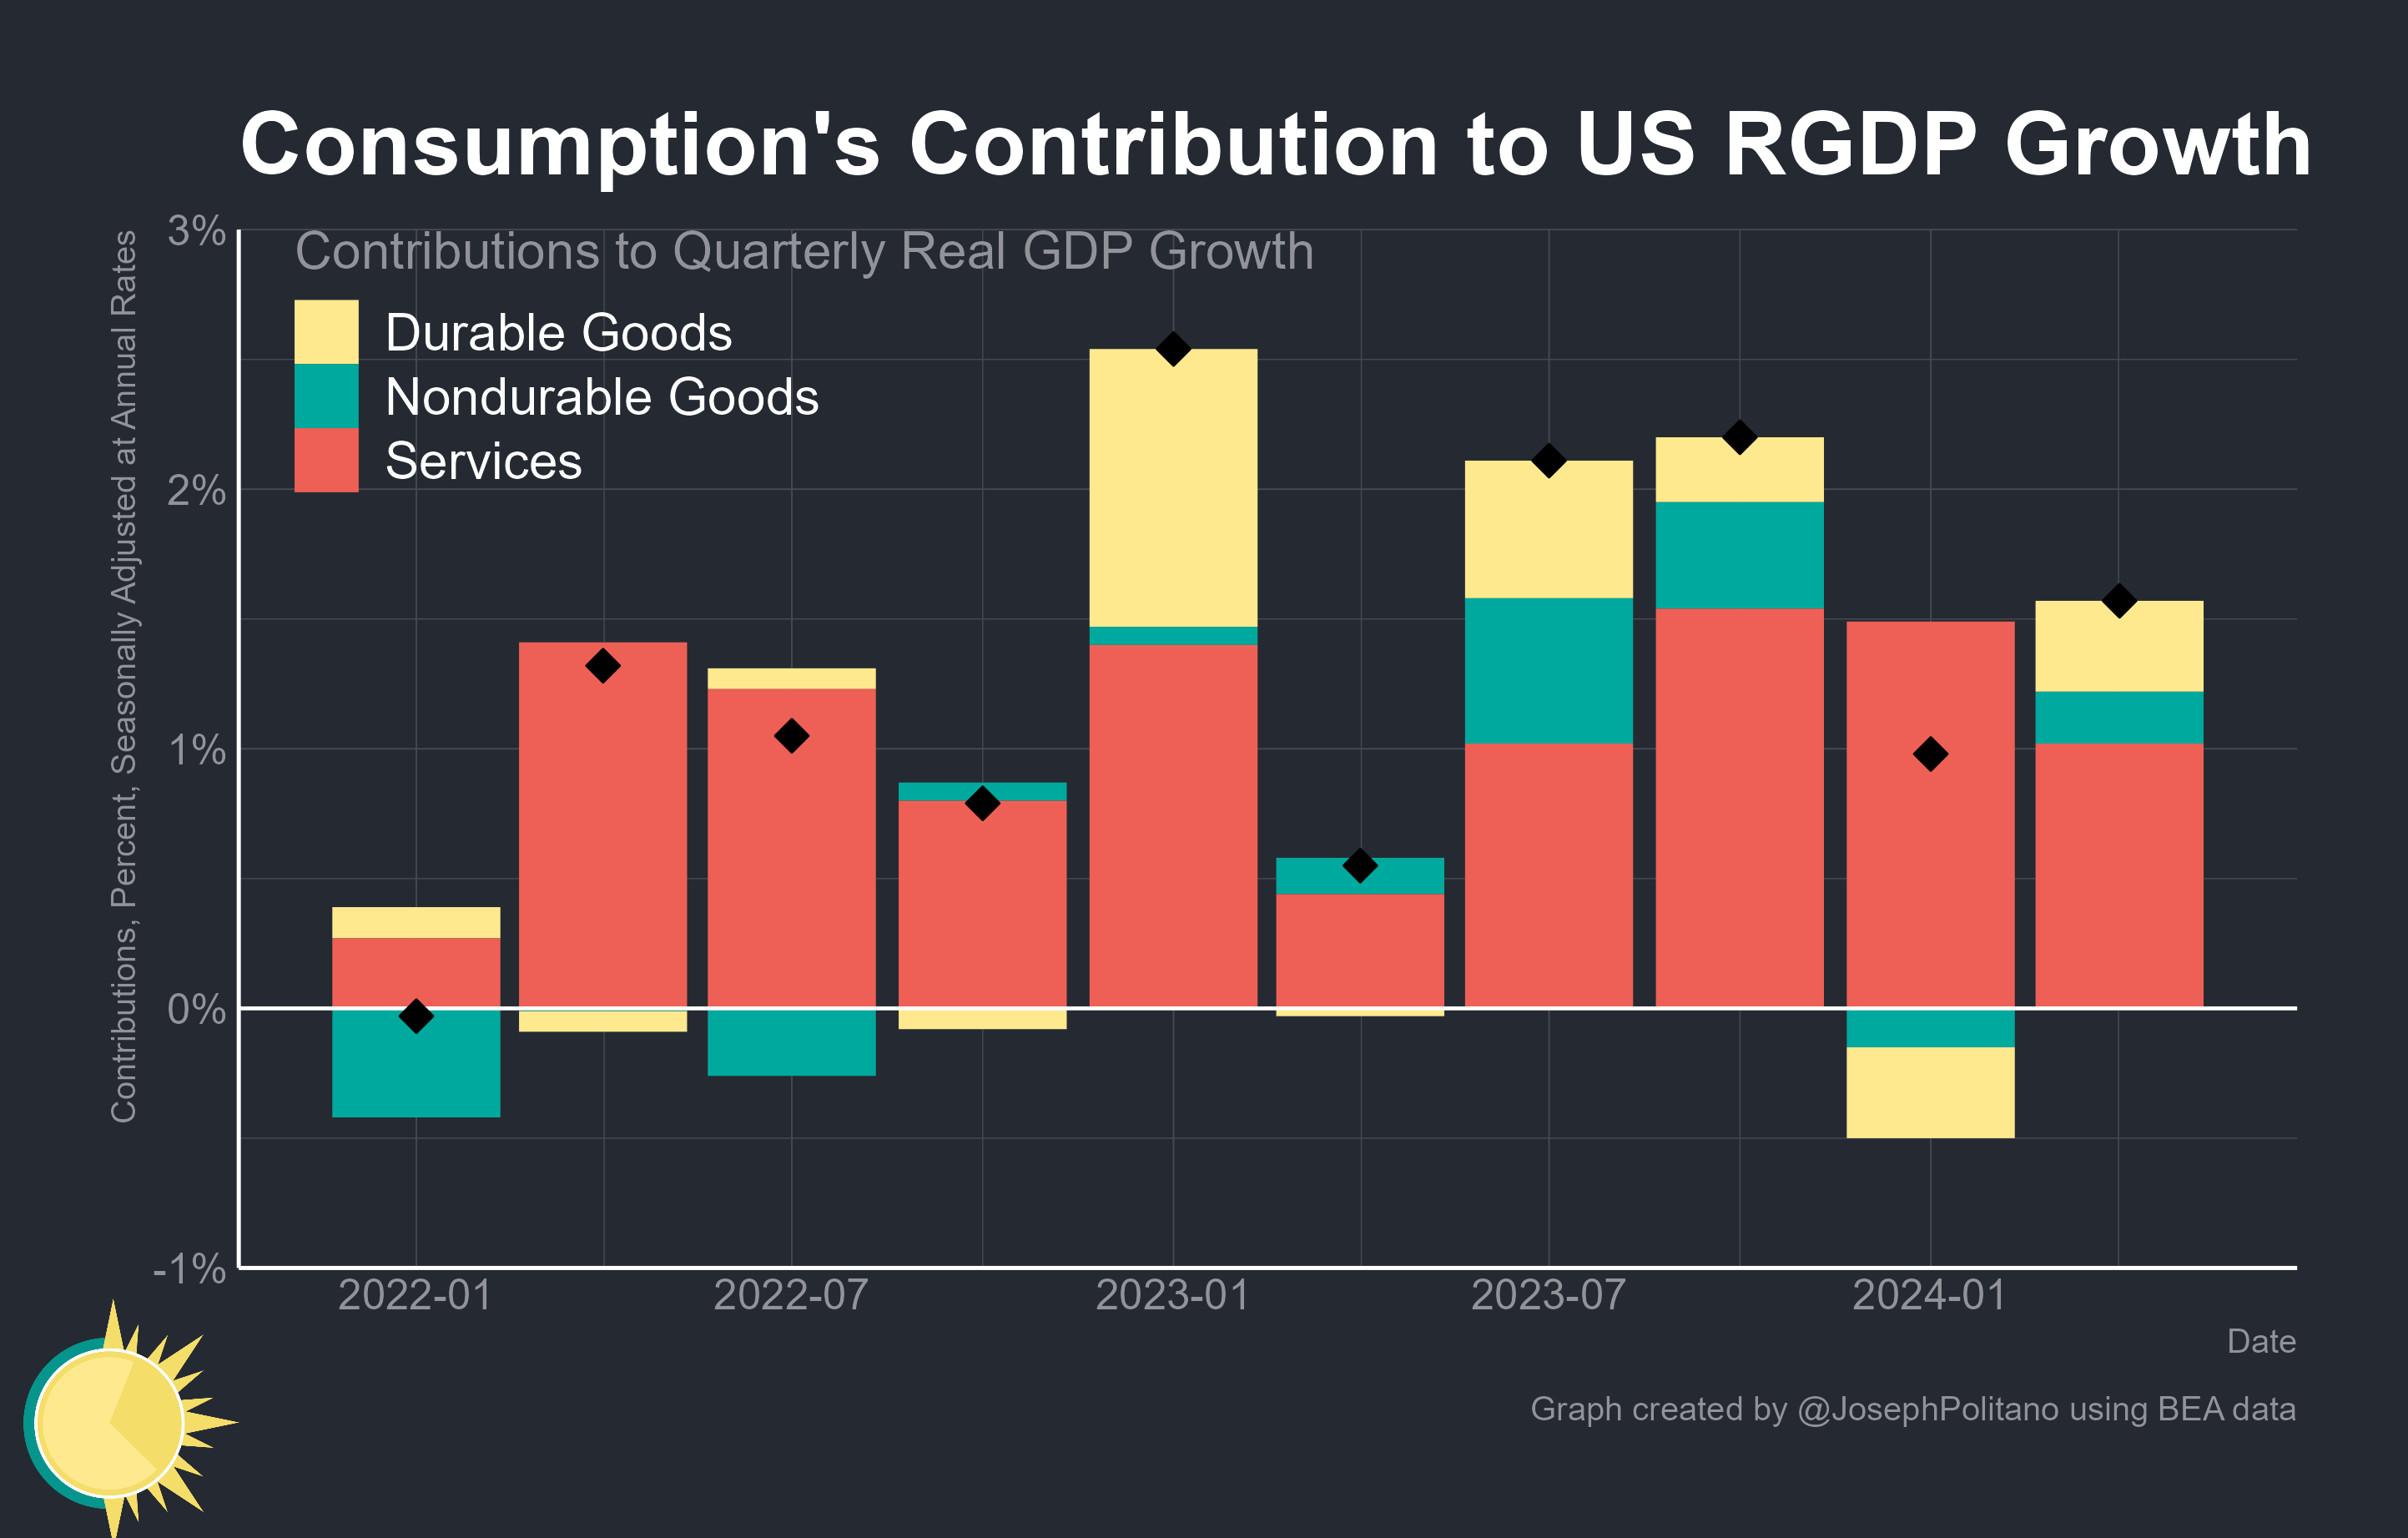 Consumption's Contribution to US RGDP Growth
Contributions to Quarterly Real GDP Growth
Durable Goods
Nondurable Goods
Services
Contributions, Percent, Seasonally Adjusted at Annual Rates
3%
2%
1%
0%
-1%
2022-01
2022-07
2023-01
2023-07
2024-01
Date
Graph created by @JosephPolitano using BEA data